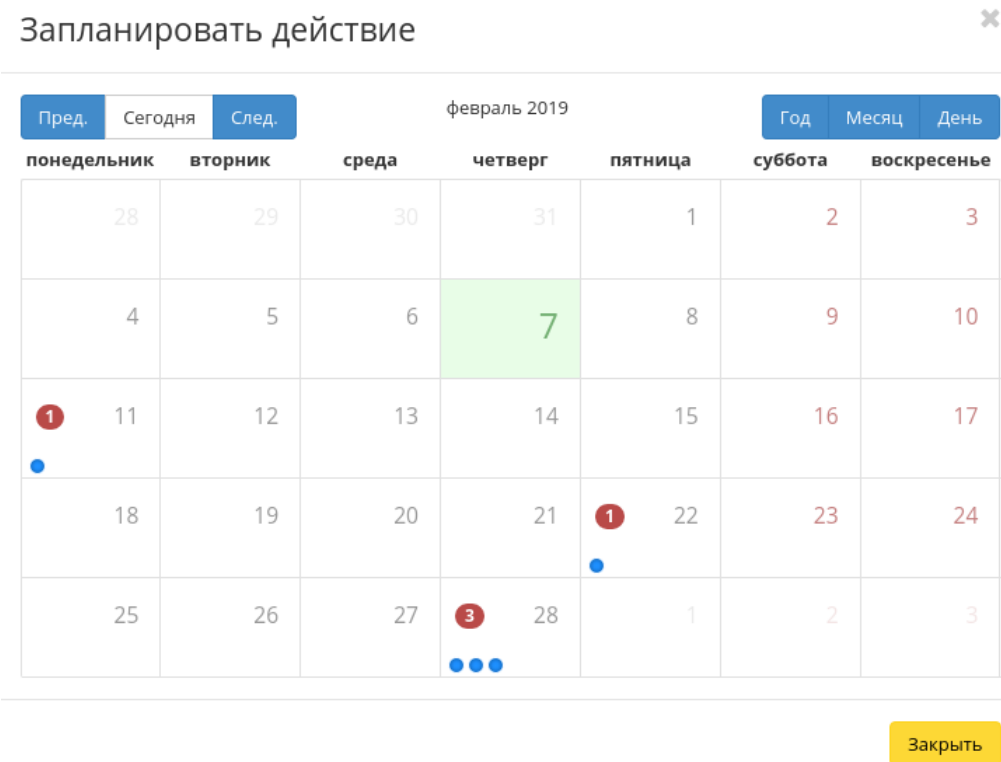 Запланировать действие ×
Пред. Сегодня След. февраль 2019 Год Месяц День
понедельник вторник среда четверг пятница суббота воскресенье
28 29 30 31 1 2 3
4 5 6 7 8 9 10
1 11 12 13 14 15 16 17
18 19 20 21 1 22 23 24
25 26 27 3 28 1 2 3
Закрыть